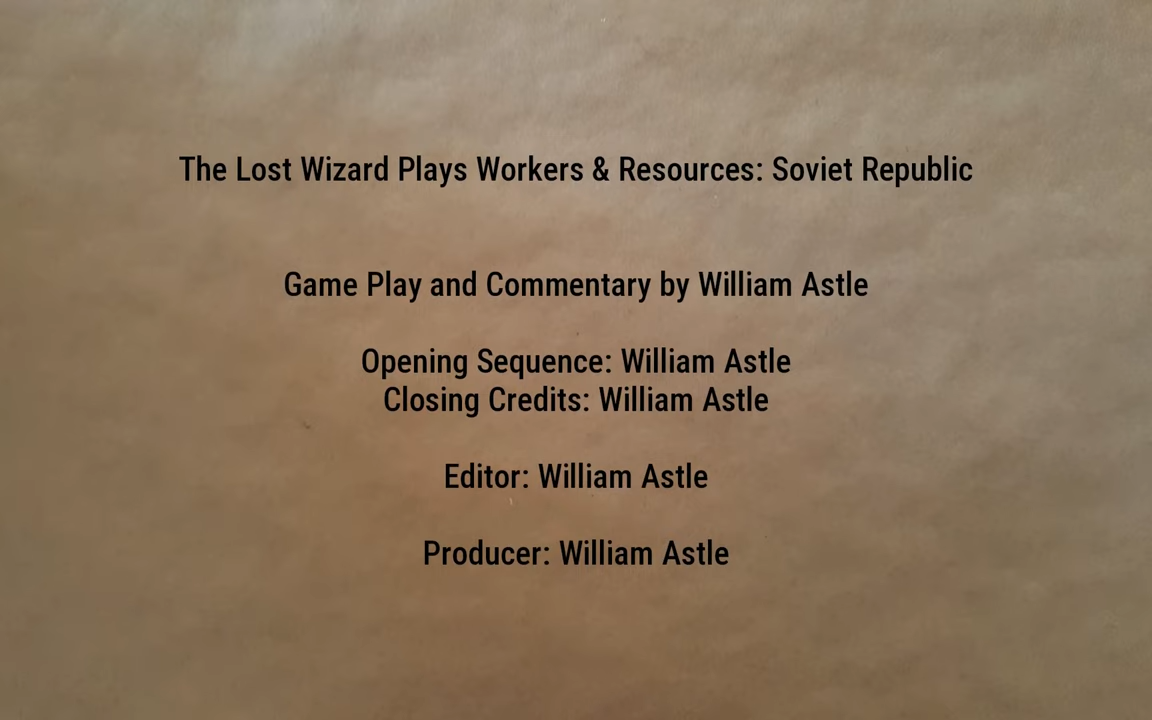 The Lost Wizard Plays Workers & Resources: Soviet Republic
Game Play and Commentary by William Astle
Opening Sequence: William Astle
Closing Credits: William Astle
Editor: William Astle
Producer: William Astle